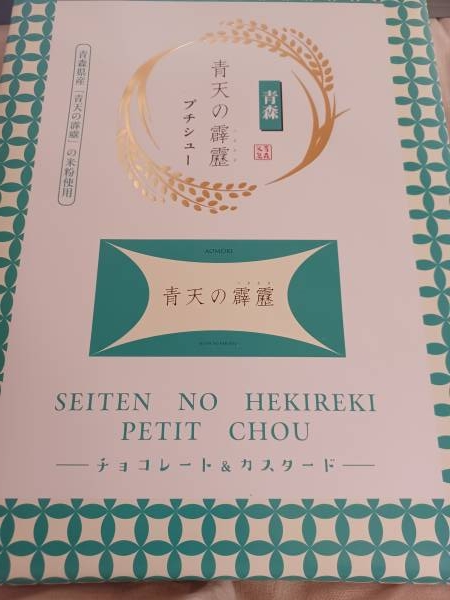 青森県産「青天の霹靂」の米粉使用
青天の霹靂
プチシュー
青森
AOMORI
青天の霹靂
SEITEN NO HEKIREKI
PETIT CHOU
チョコレート&カスタード